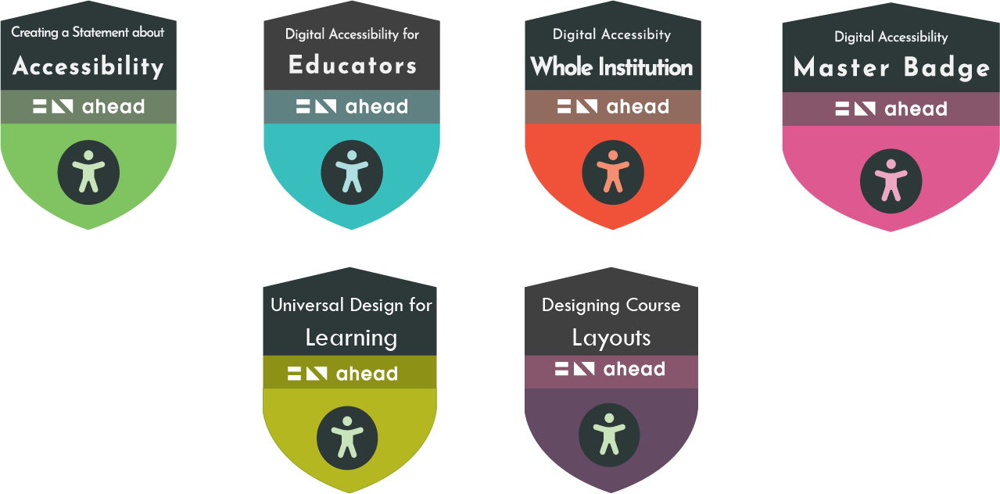 Creating a Statement about
Accessibility
ahead
Digital Accessibility for
Educators
ahead
Digital Accessibity
Whole Institution
ahead
Digital Accessibility
Master Badge
ahead
Universal Design for
Learning
ahead
Designing Course
Layouts
ahead